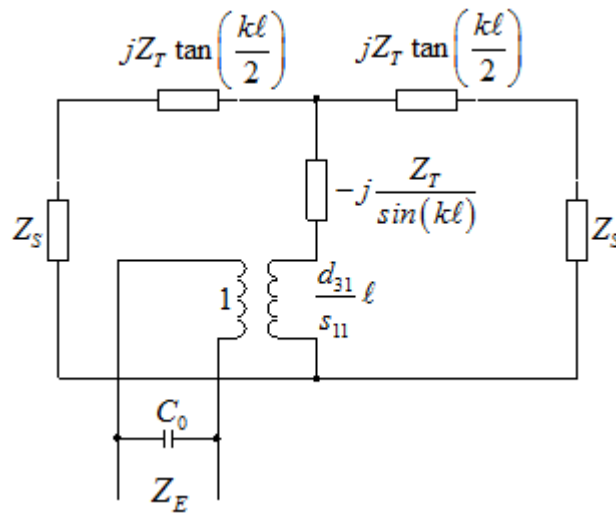 jZ_T tan(kℓ/2)
jZ_T tan(kℓ/2)
-j Z_T/sin(kℓ)
Z_S
Z_S
1
d_31/s_11 ℓ
C_0
Z_E